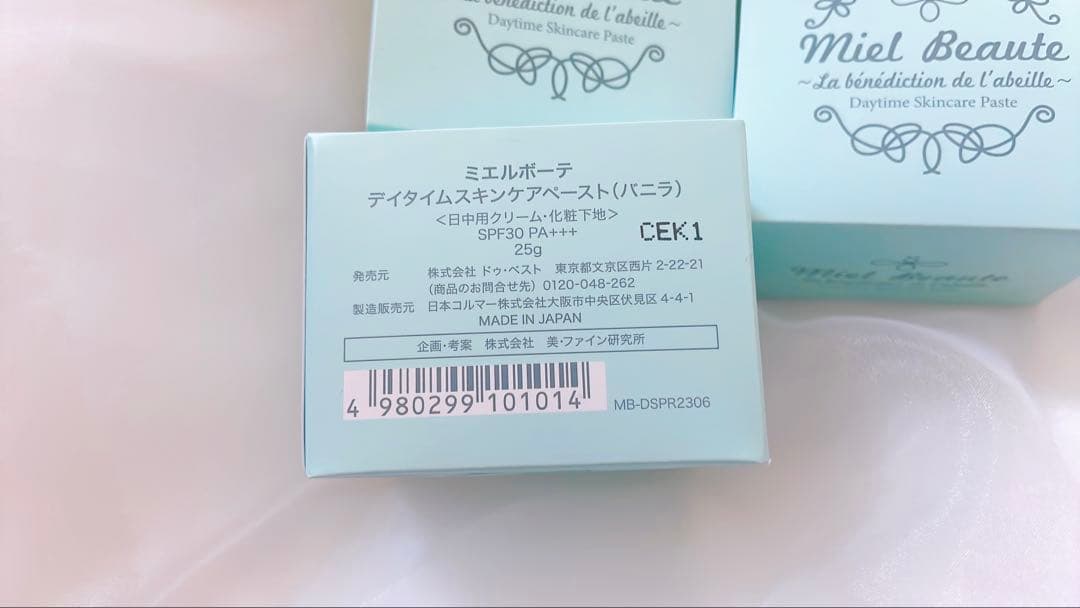 La bénédiction de l'abeille~
Daytime Skincare Paste
Miel Beaute
~La bénédiction de l'abeille~
Daytime Skincare Paste
Miel Beaute
ミエルボーテ
デイタイムスキンケアペースト(バニラ)
<日中用クリーム・化粧下地>
SPF30 PA+++
25g
CEK1
発売元 株式会社 ドゥ・ベスト 東京都文京区西片 2-22-21
(商品のお問合せ先) 0120-048-262
製造販売元 日本コルマー株式会社大阪市中央区伏見区 4-4-1
MADE IN JAPAN
企画・考案 株式会社 美・ファイン研究所
4 980299 101014
MB-DSPR2306